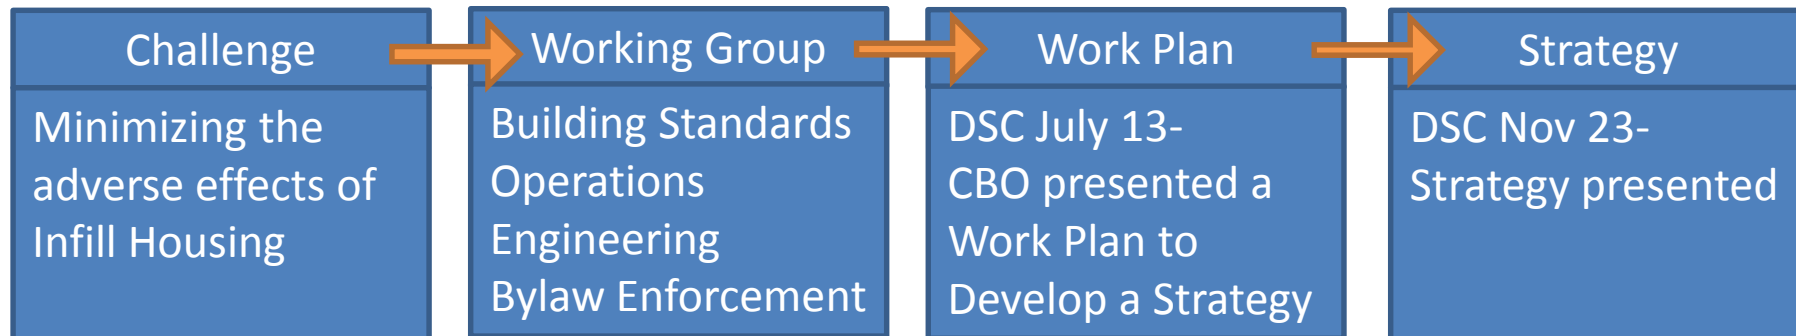 Challenge
Minimizing the
adverse effects of
Infill Housing
Working Group
Building Standards
Operations
Engineering
Bylaw Enforcement
Work Plan
DSC July 13-
CBO presented a
Work Plan to
Develop a Strategy
Strategy
DSC Nov 23-
Strategy presented